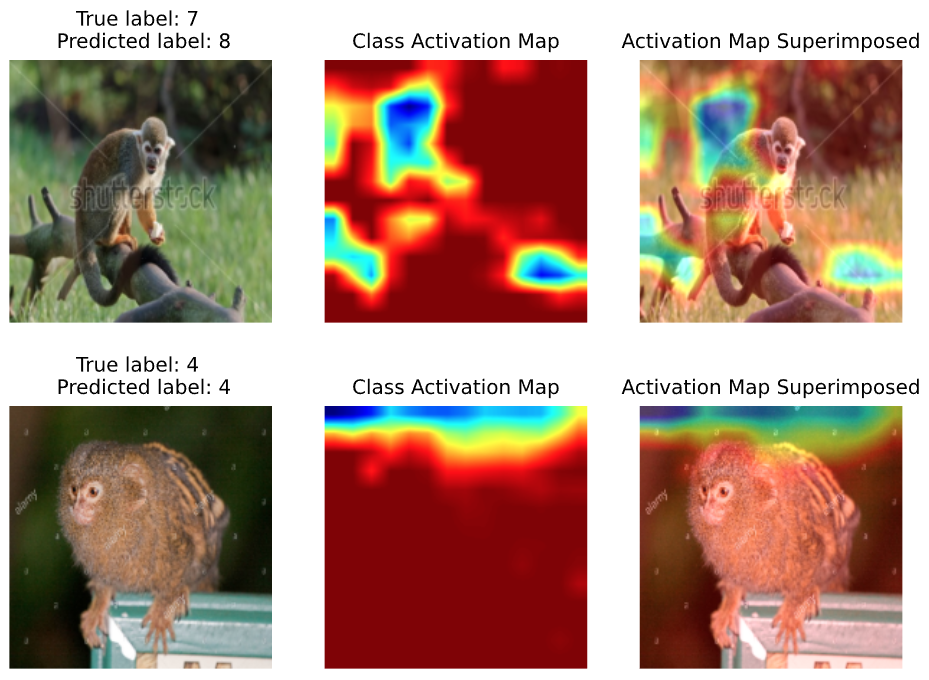 True label: 7
Predicted label: 8
Class Activation Map
Activation Map Superimposed
shutterstock
shutterstock
True label: 4
Predicted label: 4
Class Activation Map
Activation Map Superimposed
alamy
alamy